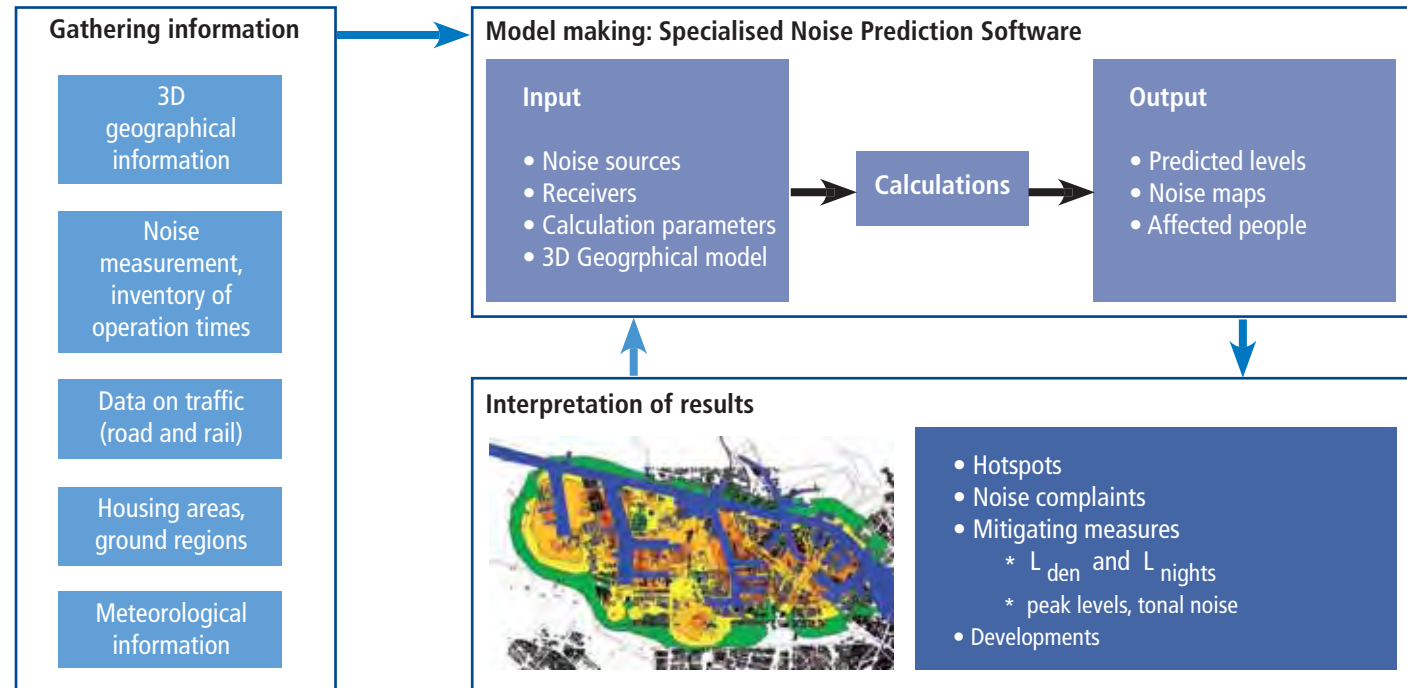 Gathering information
3D
geographical
information
Noise
measurement,
inventory of
operation times
Data on traffic
(road and rail)
Housing areas,
ground regions
Meteorological
information
Model making: Specialised Noise Prediction Software
Input
• Noise sources
• Receivers
• Calculation parameters
• 3D Geogrphical model
Calculations
Output
• Predicted levels
• Noise maps
• Affected people
Interpretation of results
• Hotspots
• Noise complaints
• Mitigating measures
* L den and L nights
* peak levels, tonal noise
• Developments